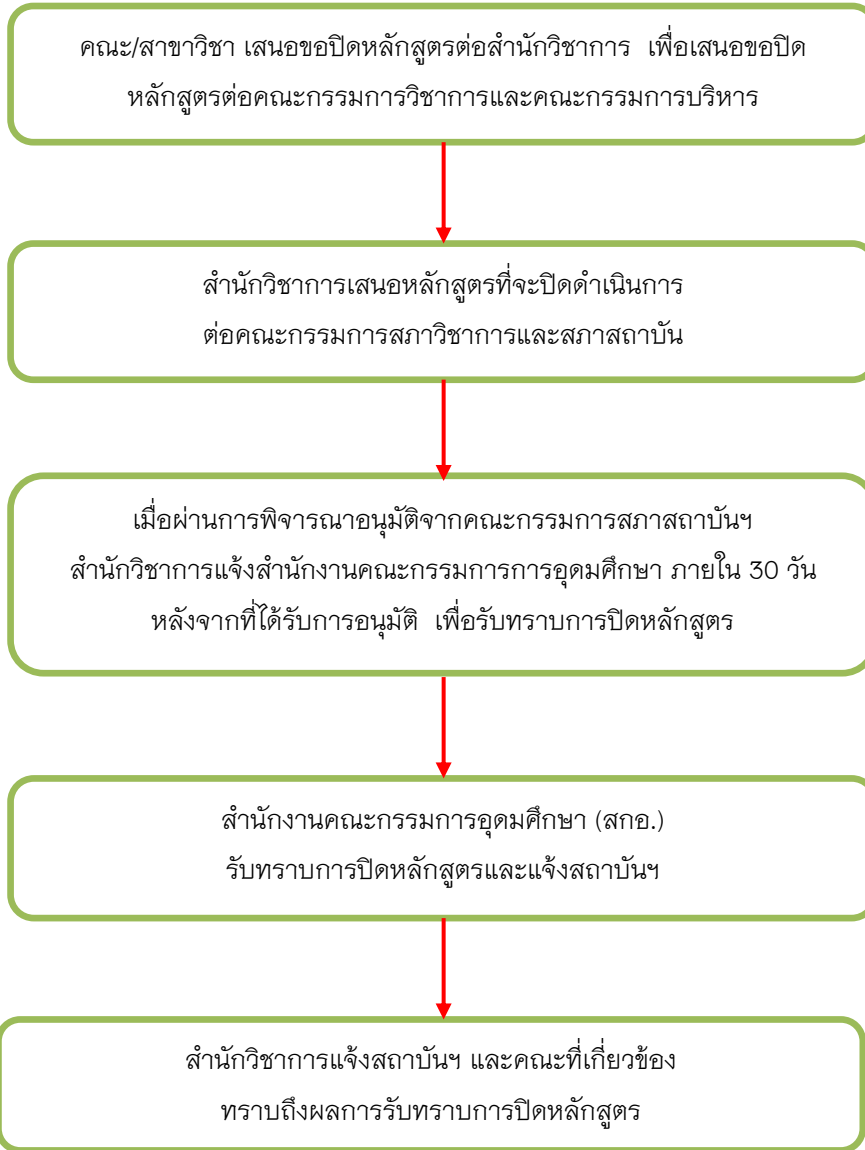 คณะ/สาขาวิชา เสนอขอปิดหลักสูตรต่อสำนักวิชาการ เพื่อเสนอขอปิด
หลักสูตรต่อคณะกรรมการวิชาการและคณะกรรมการบริหาร
สำนักวิชาการเสนอหลักสูตรที่จะปิดดำเนินการ
ต่อคณะกรรมการสภาวิชาการและสภาสถาบัน
เมื่อผ่านการพิจารณาอนุมัติจากคณะกรรมการสภาสถาบันฯ
สำนักวิชาการแจ้งสำนักงานคณะกรรมการการอุดมศึกษา ภายใน 30 วัน
หลังจากที่ได้รับการอนุมัติ เพื่อรับทราบการปิดหลักสูตร
สำนักงานคณะกรรมการอุดมศึกษา (สกอ.)
รับทราบการปิดหลักสูตรและแจ้งสถาบันฯ
สำนักวิชาการแจ้งสถาบันฯ และคณะที่เกี่ยวข้อง
ทราบถึงผลการรับทราบการปิดหลักสูตร